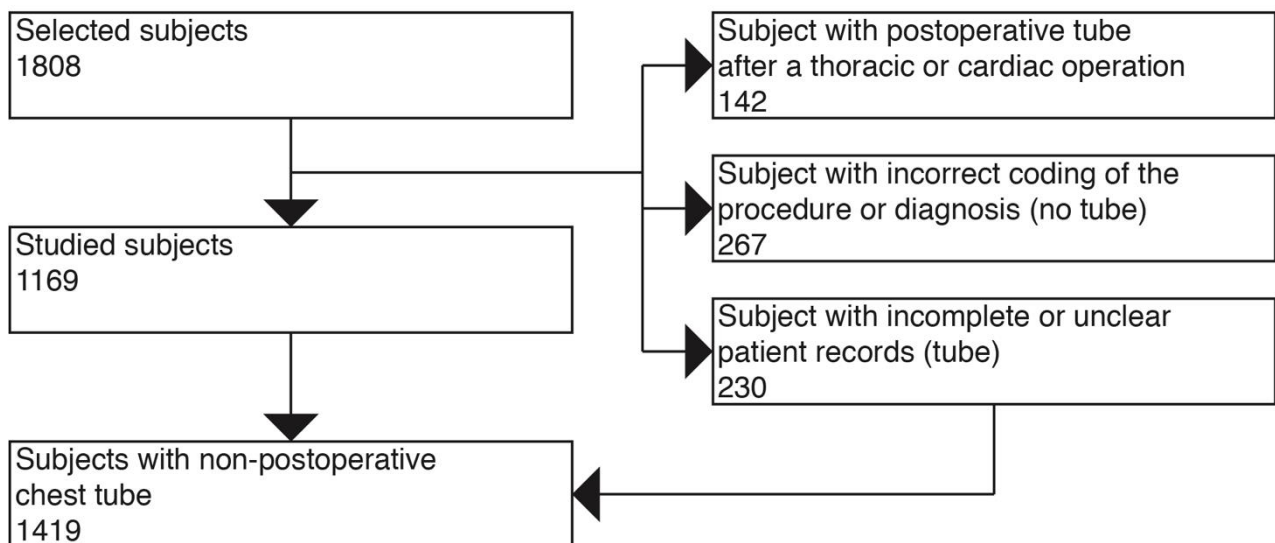 Selected subjects
1808
Subject with postoperative tube
after a thoracic or cardiac operation
142
Subject with incorrect coding of the
procedure or diagnosis (no tube)
267
Studied subjects
1169
Subject with incomplete or unclear
patient records (tube)
230
Subjects with non-postoperative
chest tube
1419